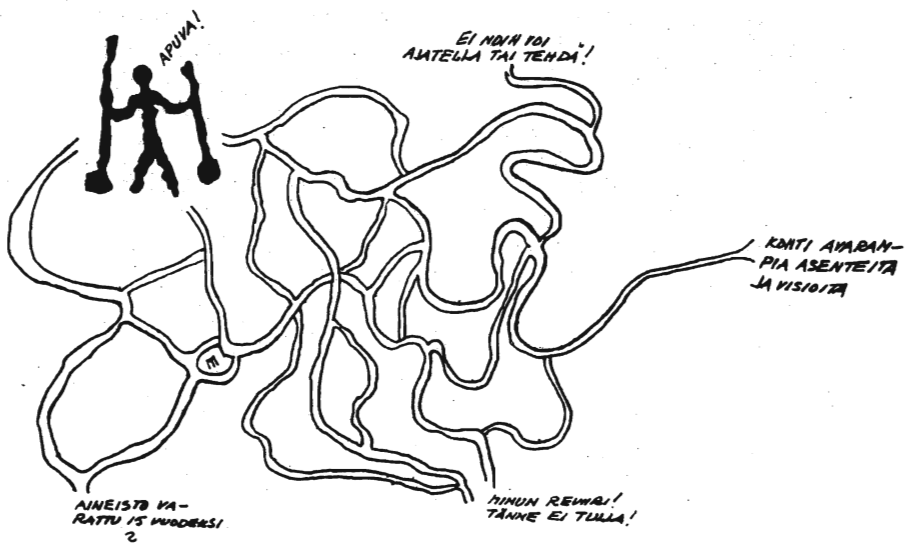 APUVA!
EI NOIN VOI
AJATELLA TAI TEHDÄ!
KOHTI AVARAM-
PIA ASENTEITA
JA VISIOITA
E
AINEISTO VA-
RATTU 15 VUODEKSI
2
MINUN REVIIRI!
TÄNNE EI TULLA!